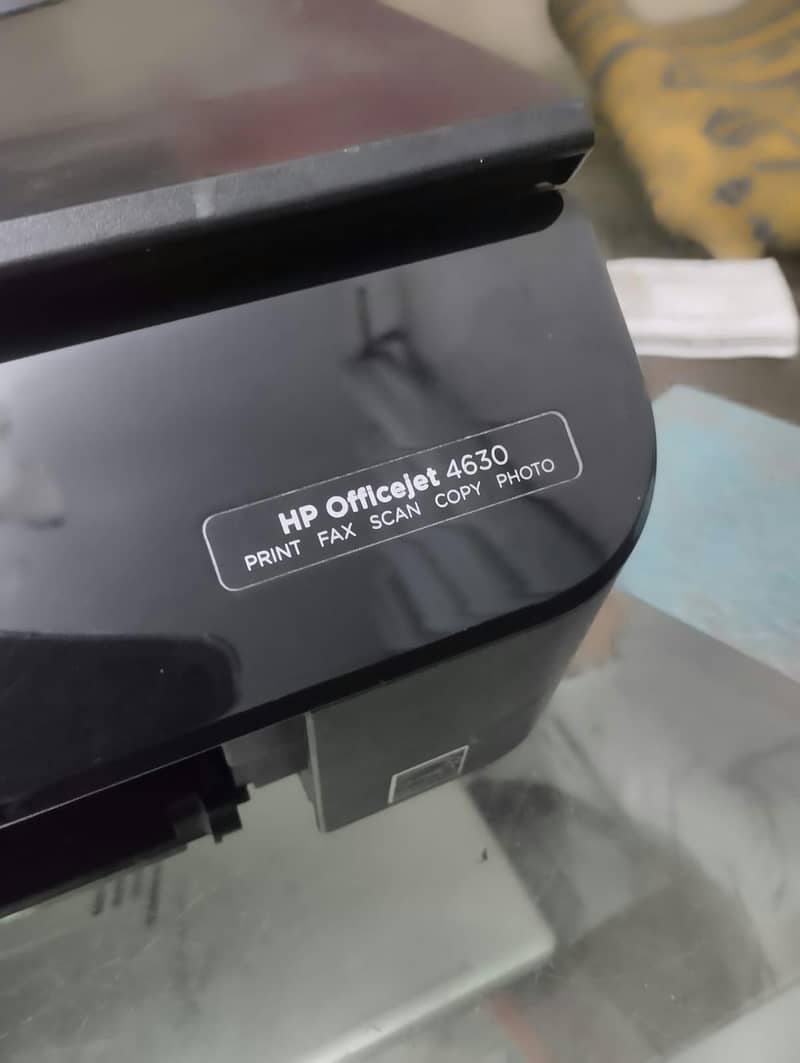 HP Officejet 4630
PRINT FAX SCAN COPY PHOTO